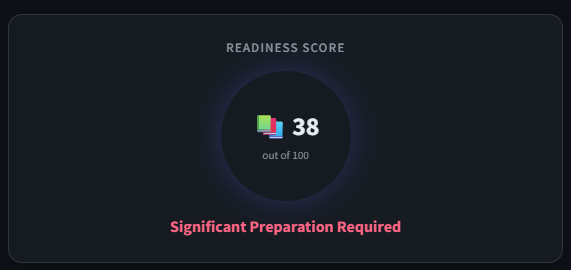 READINESS SCORE
38
out of 100
Significant Preparation Required